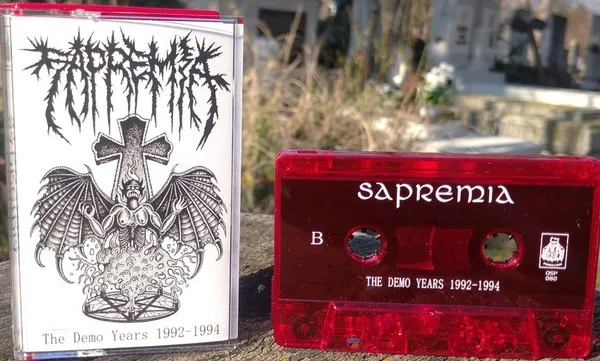 SAPREMIA
The Demo Years 1992-1994
SAPREMIA
B
THE DEMO YEARS 1992-1994
OSP
080